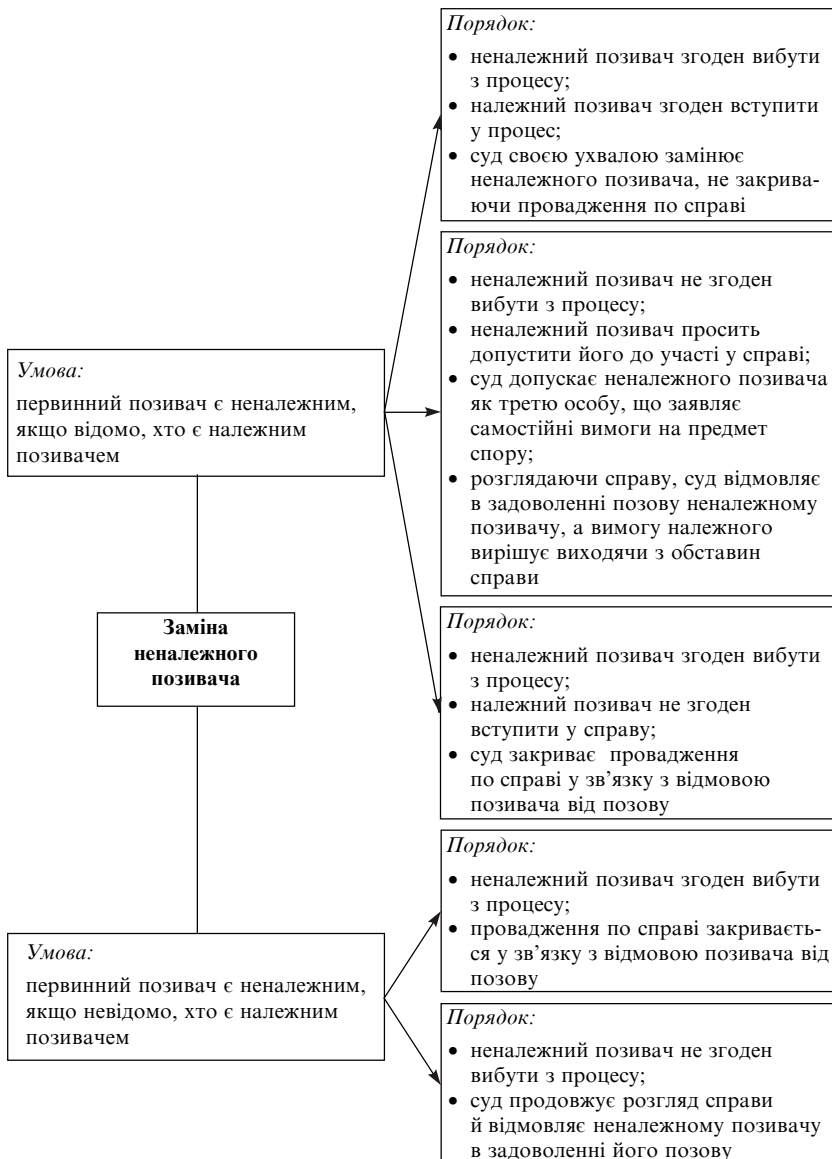 Порядок:
• неналежний позивач згоден вибути
з процесу;
• належний позивач згоден вступити
у процес;
• суд своєю ухвалою замінює
неналежного позивача, не закрива-
ючи провадження по справі
Порядок:
• неналежний позивач не згоден
вибути з процесу;
• неналежний позивач просить
допустити його до участі у справі;
• суд допускає неналежного позивача
як третю особу, що заявляє
самостійні вимоги на предмет
спору;
• розглядаючи справу, суд відмовляє
в задоволенні позову неналежному
позивачу, а вимогу належного
вирішує виходячи з обставин
справи
Умова:
первинний позивач є неналежним,
якщо відомо, хто є належним
позивачем
Заміна
неналежного
позивача
Порядок:
• неналежний позивач згоден вибути
з процесу;
• належний позивач не згоден
вступити у справу;
• суд закриває провадження
по справі у зв'язку з відмовою
позивача від позову
Порядок:
• неналежний позивач згоден вибути
з процесу;
• провадження по справі закриваєть-
ся у зв'язку з відмовою позивача від
позову
Умова:
первинний позивач є неналежним,
якщо невідомо, хто є належним
позивачем
Порядок:
• неналежний позивач не згоден
вибути з процесу;
• суд продовжує розгляд справи
й відмовляє неналежному позивачу
в задоволенні його позову